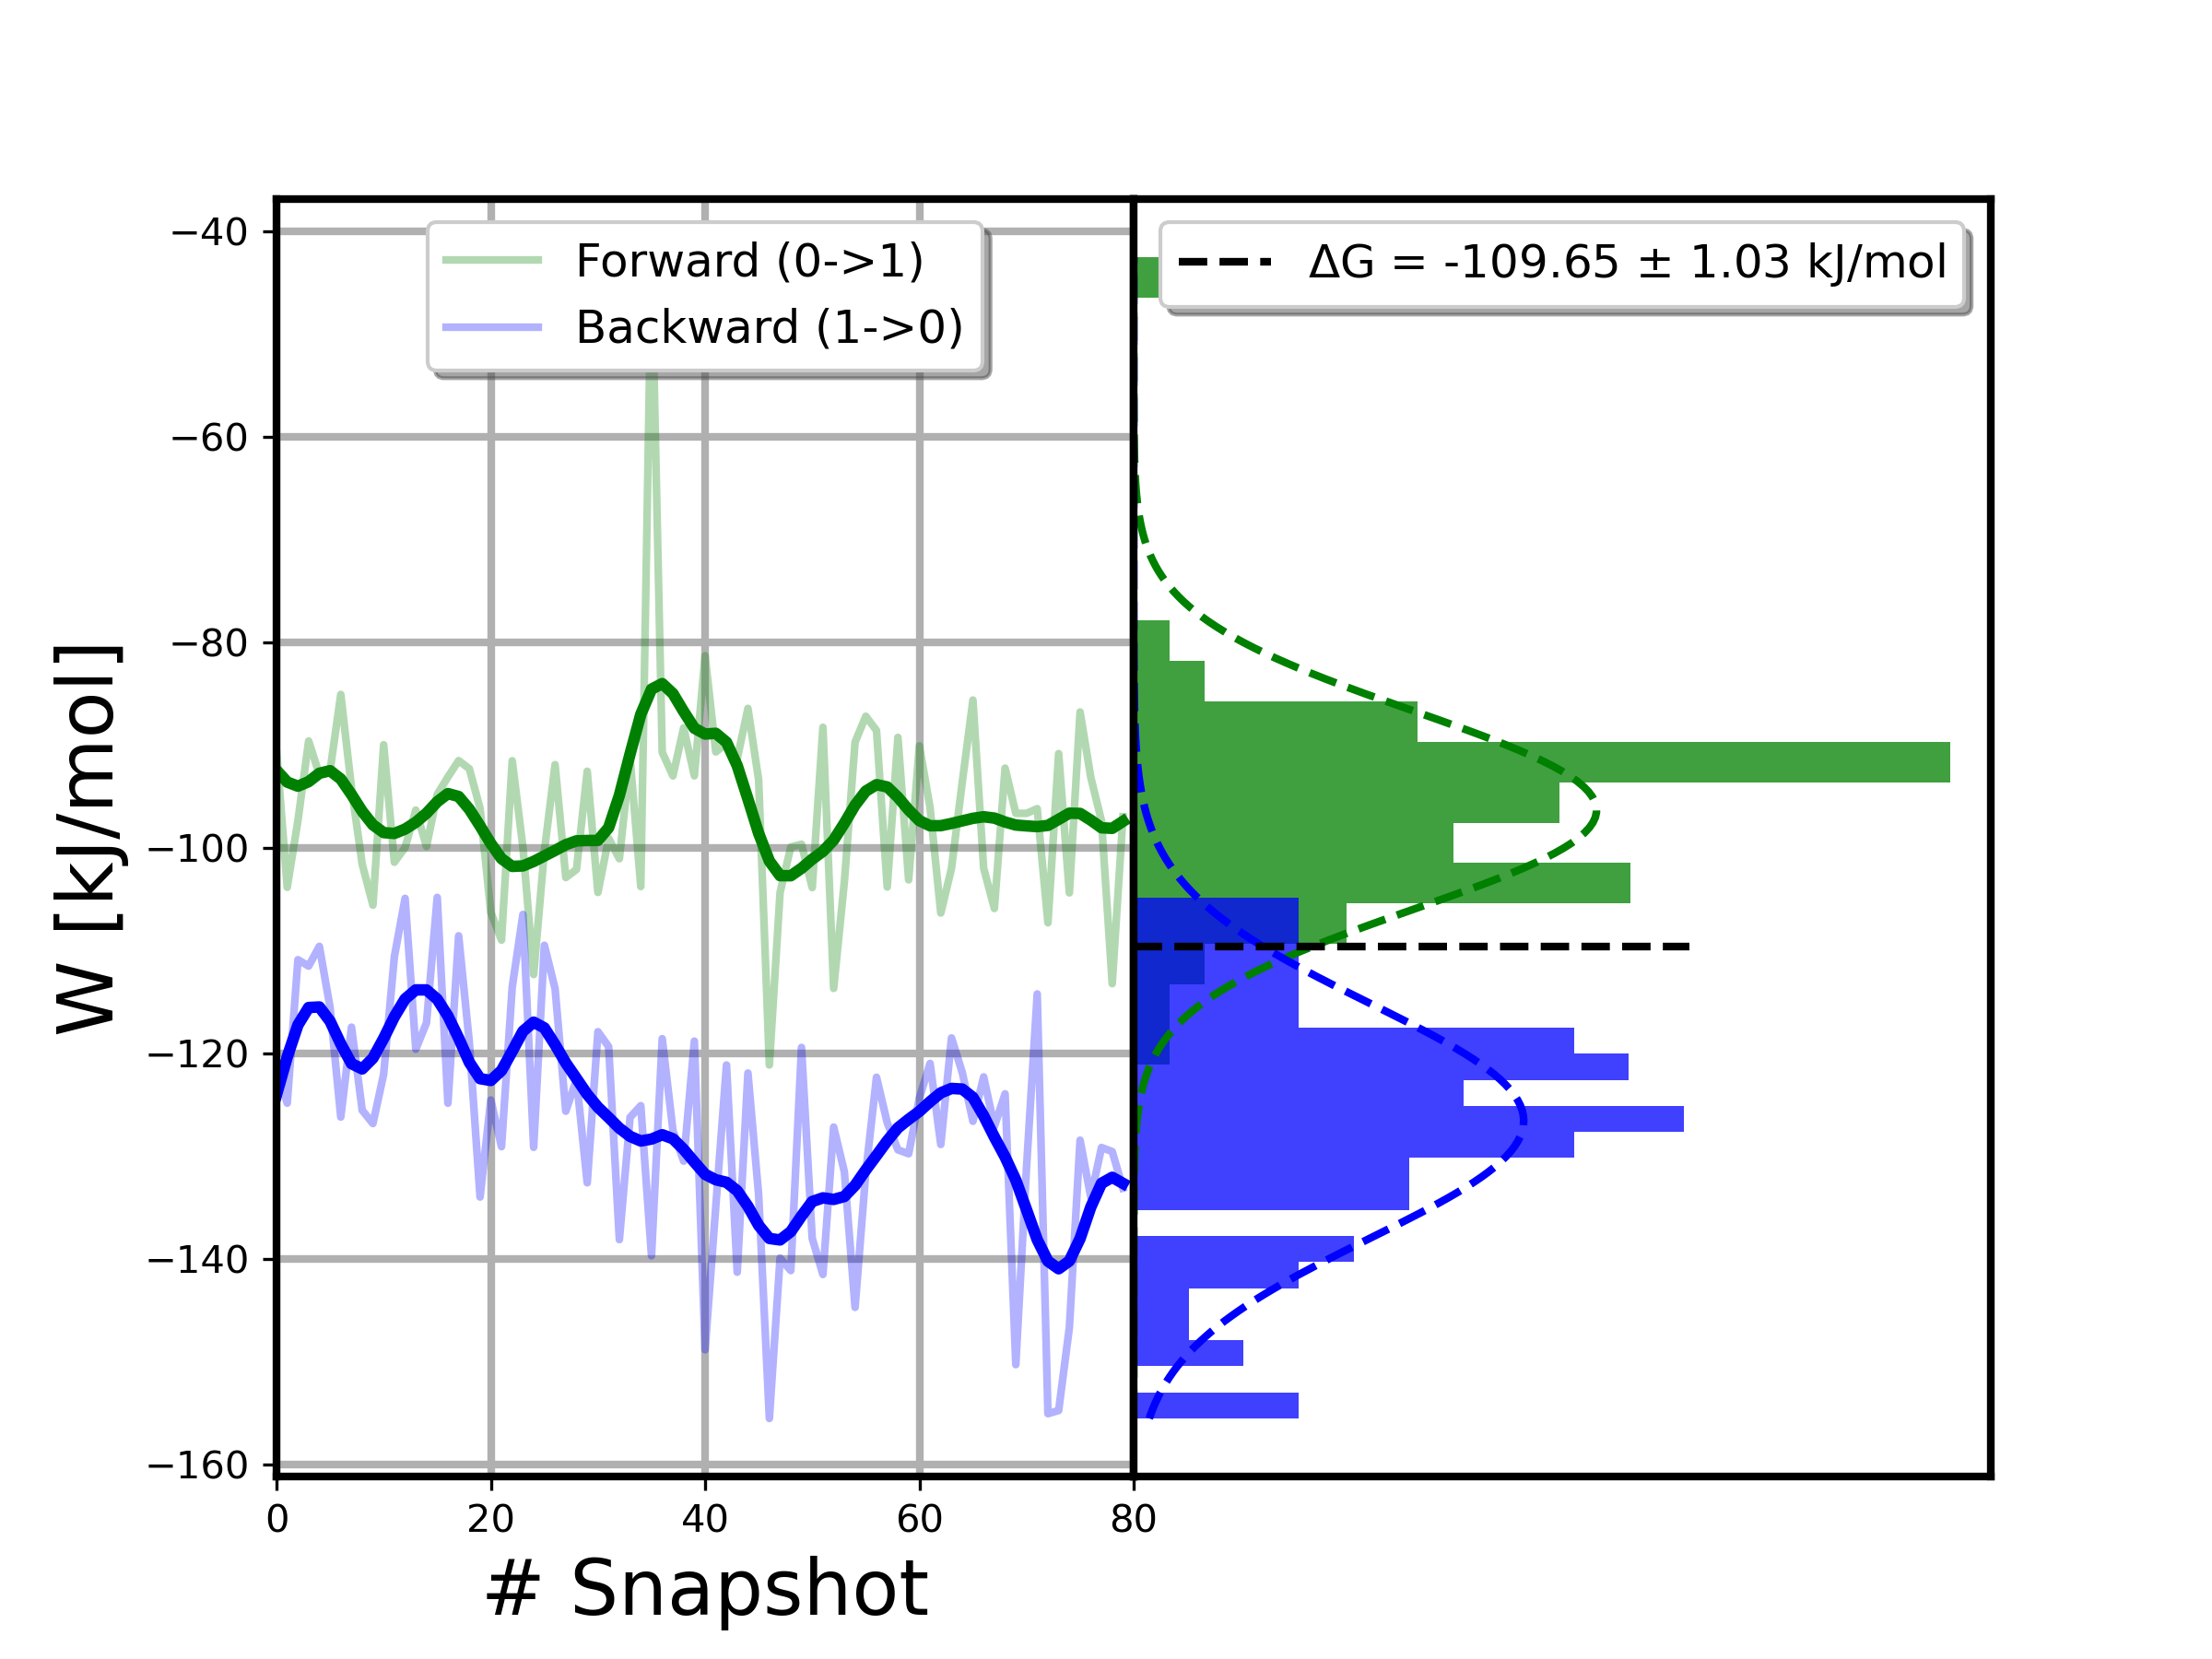 Forward (0->1)
Backward (1->0)
ΔG = -109.65 ± 1.03 kJ/mol
−40
−60
−80
−100
−120
−140
−160
W [kJ/mol]
0 20 40 60 80
# Snapshot